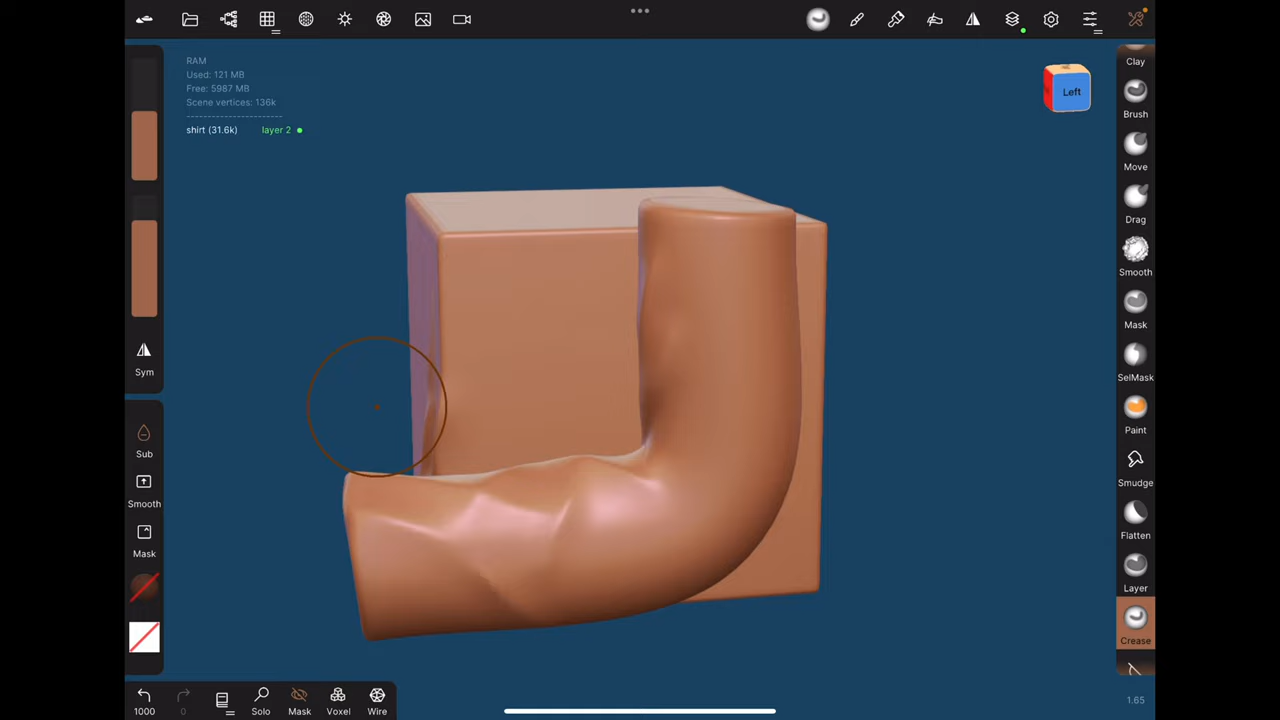 RAM
Used: 121 MB
Free: 5987 MB
Scene vertices: 136k
------------------------
shirt (31.6k) layer 2
Left
Sym
Sub
Smooth
Mask
Clay
Brush
Move
Drag
Smooth
Mask
SelMask
Paint
Smudge
Flatten
Layer
Crease
1000
0
Solo
Mask
Voxel
Wire
1.65